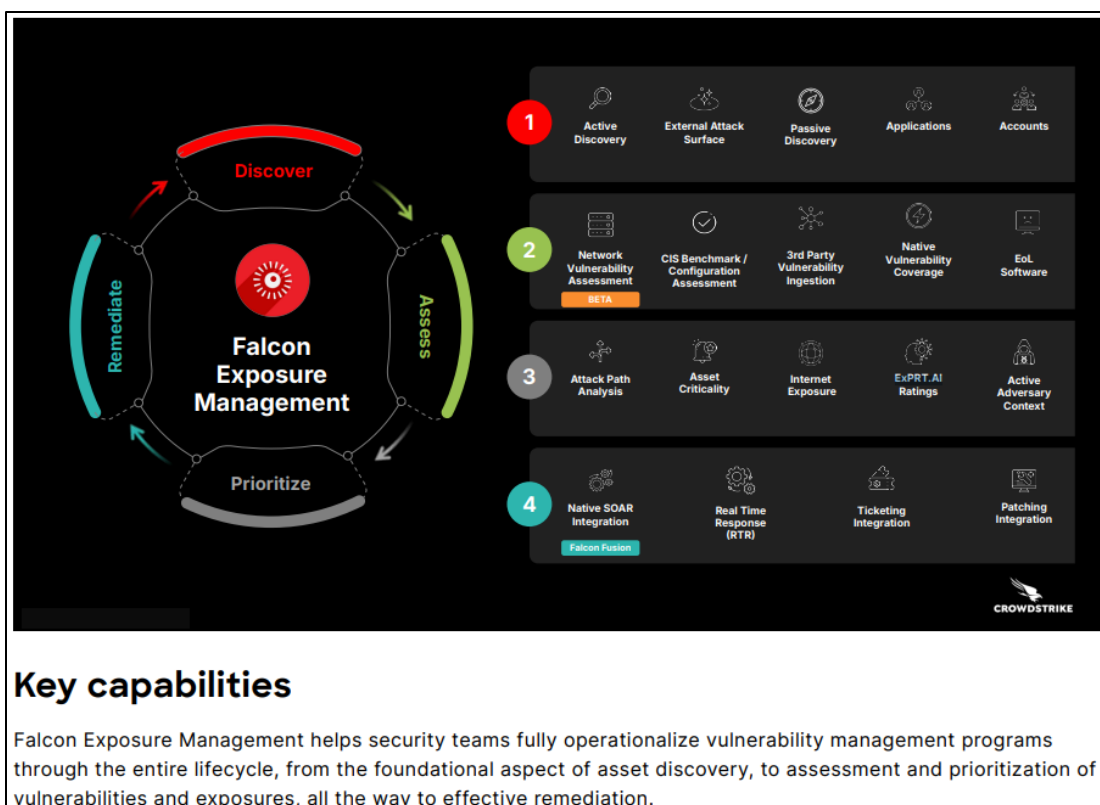 Discover
Assess
Prioritize
Remediate
Falcon
Exposure
Management
1
Active
Discovery
External Attack
Surface
Passive
Discovery
Applications
Accounts
2
Network
Vulnerability
Assessment
BETA
CIS Benchmark /
Configuration
Assessment
3rd Party
Vulnerability
Ingestion
Native
Vulnerability
Coverage
EoL
Software
3
Attack Path
Analysis
Asset
Criticality
Internet
Exposure
ExPRT.AI
Ratings
Active
Adversary
Context
4
Native SOAR
Integration
Falcon Fusion
Real Time
Response
(RTR)
Ticketing
Integration
Patching
Integration
CROWDSTRIKE
Key capabilities
Falcon Exposure Management helps security teams fully operationalize vulnerability management programs
through the entire lifecycle, from the foundational aspect of asset discovery, to assessment and prioritization of
vulnerabilities and exposures, all the way to effective remediation.